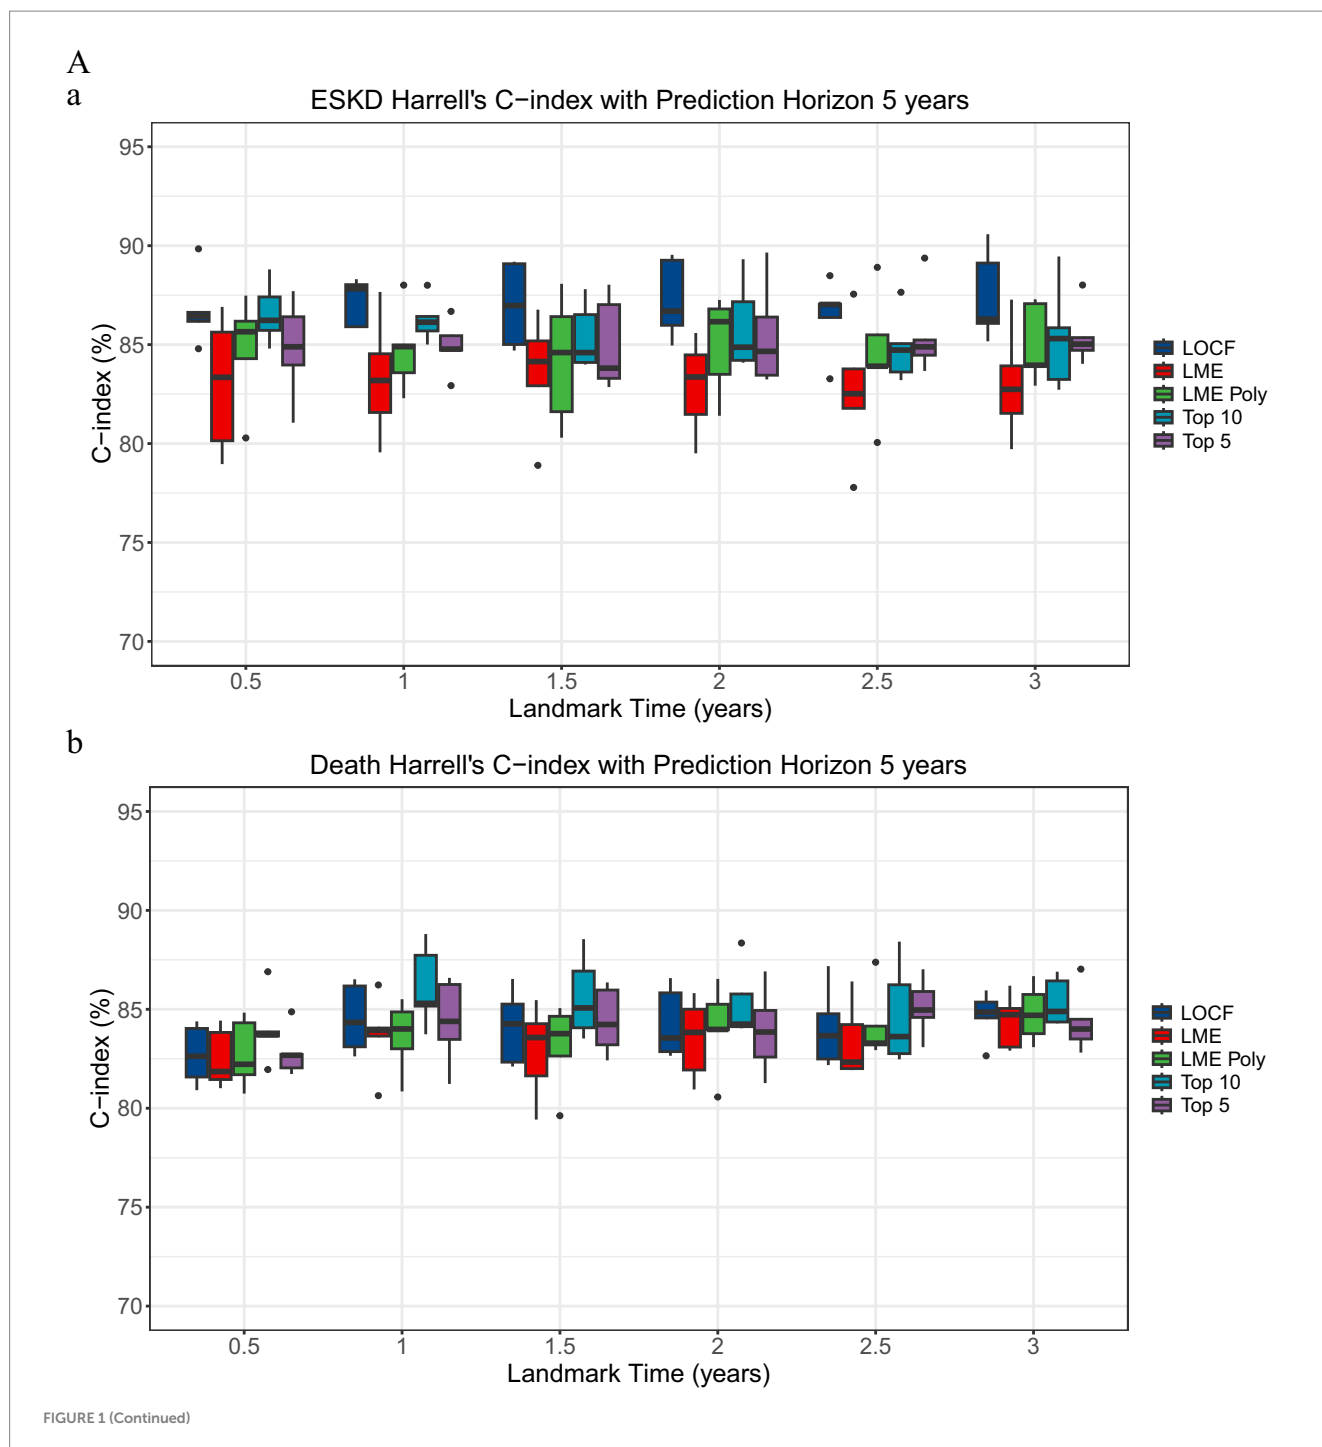 A
a
ESKD Harrell's C−index with Prediction Horizon 5 years
95
90
85
80
75
70
C−index (%)
0.5 1 1.5 2 2.5 3
Landmark Time (years)
LOCF
LME
LME Poly
Top 10
Top 5
b
Death Harrell's C−index with Prediction Horizon 5 years
95
90
85
80
75
70
C−index (%)
0.5 1 1.5 2 2.5 3
Landmark Time (years)
LOCF
LME
LME Poly
Top 10
Top 5
FIGURE 1 (Continued)